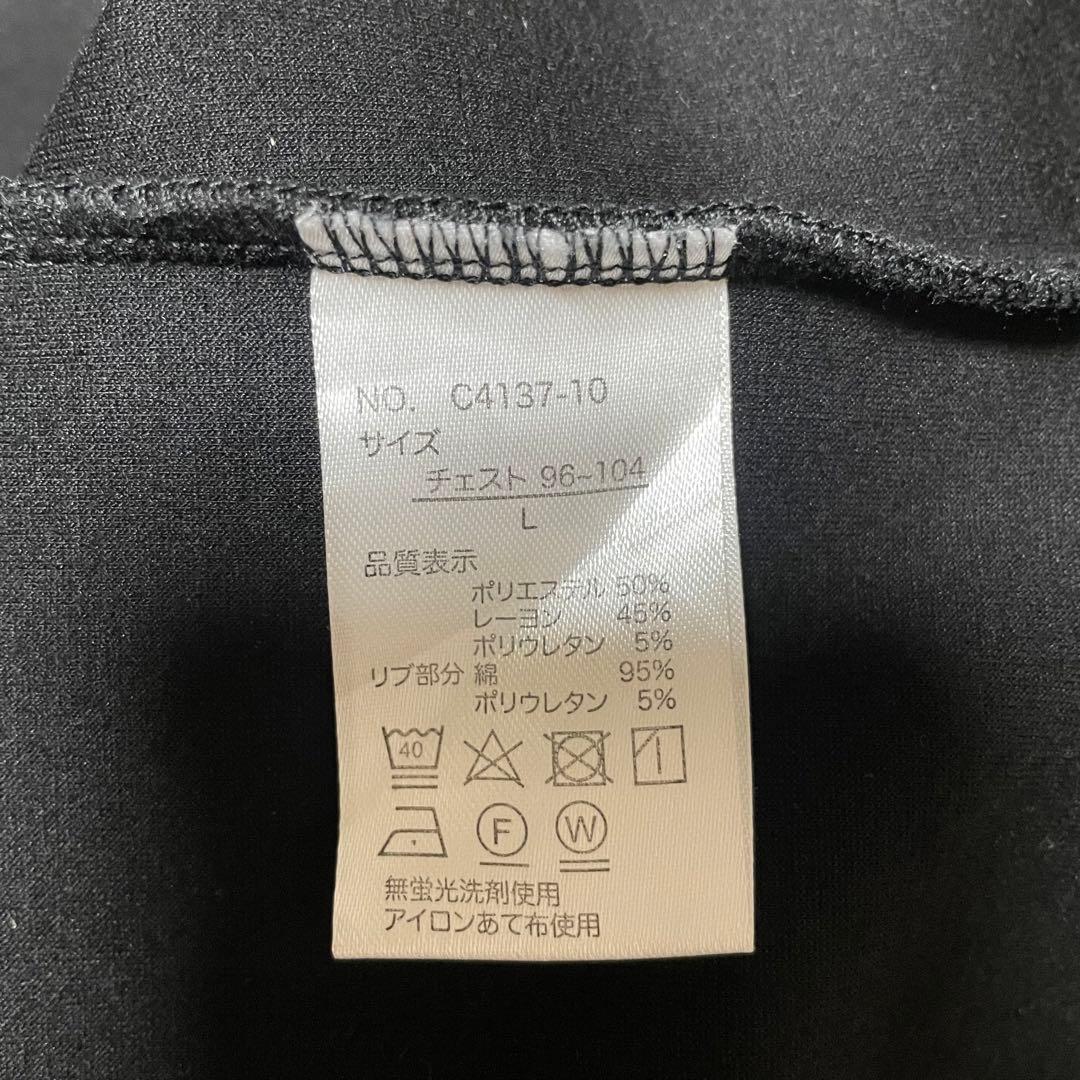 NO. C4137-10
サイズ
チェスト 96~104
L
品質表示
ポリエステル 50%
レーヨン 45%
ポリウレタン 5%
リブ部分 綿 95%
ポリウレタン 5%
40
F W
無蛍光洗剤使用
アイロンあて布使用